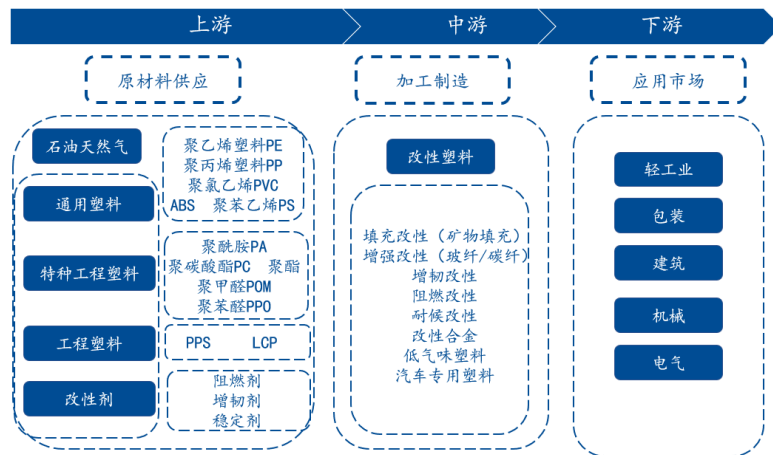 上游
中游
下游
原材料供应
加工制造
应用市场
石油天然气
通用塑料
特种工程塑料
工程塑料
改性剂
聚乙烯塑料PE
聚丙烯塑料PP
聚氯乙烯PVC
ABS 聚苯乙烯PS
聚酰胺PA
聚碳酸酯PC 聚酯
聚甲醛POM
聚苯醛PPO
PPS LCP
阻燃剂
增韧剂
稳定剂
改性塑料
填充改性（矿物填充）
增强改性（玻纤/碳纤）
增韧改性
阻燃改性
耐候改性
改性合金
低气味塑料
汽车专用塑料
轻工业
包装
建筑
机械
电气